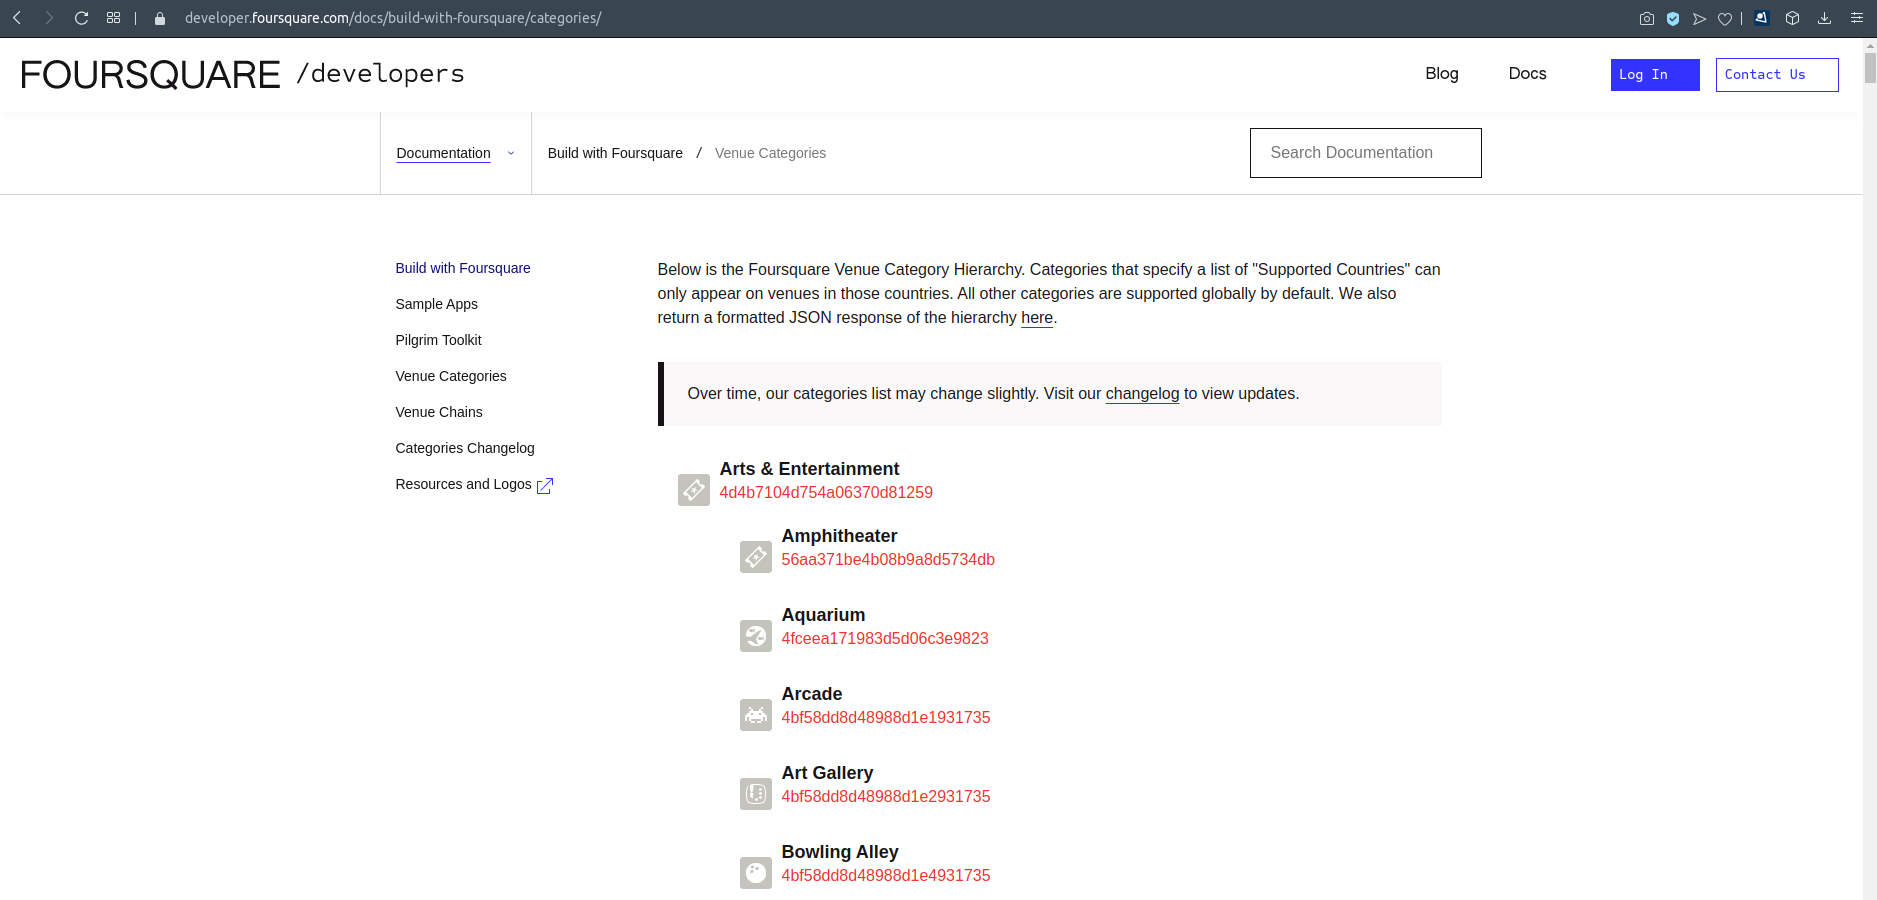 developer.foursquare.com/docs/build-with-foursquare/categories/
FOURSQUARE /developers
Blog
Docs
Log In
Contact Us
Documentation
Build with Foursquare / Venue Categories
Search Documentation
Build with Foursquare
Sample Apps
Pilgrim Toolkit
Venue Categories
Venue Chains
Categories Changelog
Resources and Logos
Below is the Foursquare Venue Category Hierarchy. Categories that specify a list of "Supported Countries" can
only appear on venues in those countries. All other categories are supported globally by default. We also
return a formatted JSON response of the hierarchy here.
Over time, our categories list may change slightly. Visit our changelog to view updates.
Arts & Entertainment
4d4b7104d754a06370d81259
Amphitheater
56aa371be4b08b9a8d5734db
Aquarium
4fceea171983d5d06c3e9823
Arcade
4bf58dd8d48988d1e1931735
Art Gallery
4bf58dd8d48988d1e2931735
Bowling Alley
4bf58dd8d48988d1e4931735